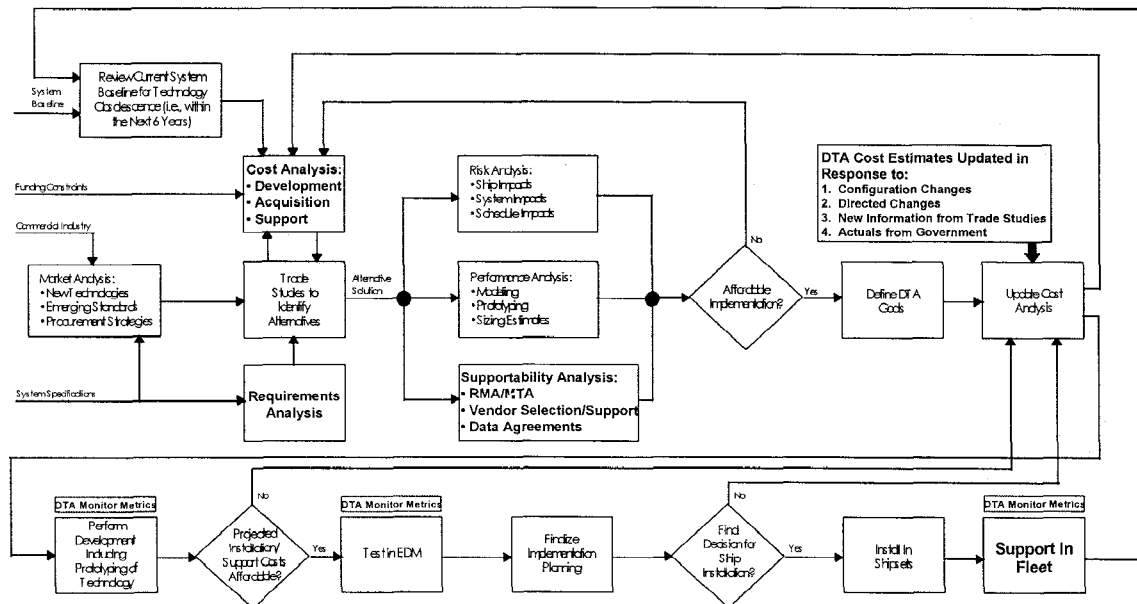 Review Current System
Baseline for Technology
Obsolescence (i.e., within
the Next 6 Years)
System
Baseline
Cost Analysis:
• Development
• Acquisition
• Support
Funding Constraints
Commercial Industry
Market Analysis:
• New Technologies
• Emerging Standards
• Procurement Strategies
Trade
Studies to
Identify
Alternatives
Alternative
Solution
System Specifications
Requirements
Analysis
Risk Analysis:
• Ship Impacts
• System Impacts
• Schedule Impacts
Performance Analysis:
• Modeling
• Prototyping
• Sizing Estimates
Supportability Analysis:
• RMA/MTA
• Vendor Selection/Support
• Data Agreements
No
Affordable
Implementation?
Yes
Define DTA
Goals
DTA Cost Estimates Updated in
Response to:
1. Configuration Changes
2. Directed Changes
3. New Information from Trade Studies
4. Actuals from Government
Update Cost
Analysis
DTA Monitor Metrics
Perform
Development
Including
Prototyping of
Technology
No
Projected
Installation/
Support Costs
Affordable?
Yes
DTA Monitor Metrics
Test in EDM
Finalize
Implementation
Planning
No
Final
Decision for
Ship
Installation?
Yes
Install In
Shipsets
DTA Monitor Metrics
Support In
Fleet